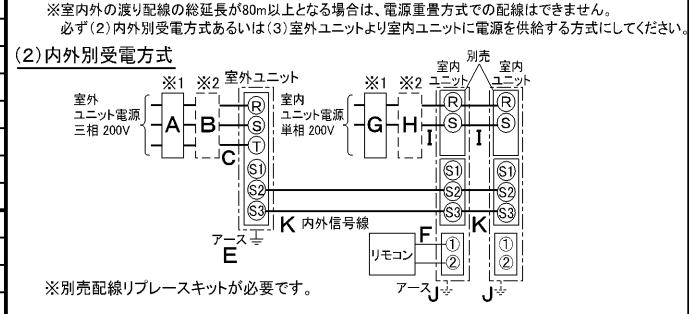 ※室内外の渡り配線の総延長が80m以上となる場合は、電源重畳方式での配線はできません。
必ず(2)内外別受電方式あるいは(3)室外ユニットより室内ユニットに電源を供給する方式にしてください。
(2)内外別受電方式
別売
※1 ※2 室外ユニット ※1 ※2 室内ユニット 室内ユニット
室外
ユニット電源
三相 200V
A B R S T
C
室内
ユニット電源
単相 200V
G H R S R S
I I
S1 S1 S1
S2 S2 S2
S3 S3 S3
K 内外信号線 K
アース
E
リモコン F ① ①
② ②
アース J J
※別売配線リプレースキットが必要です。